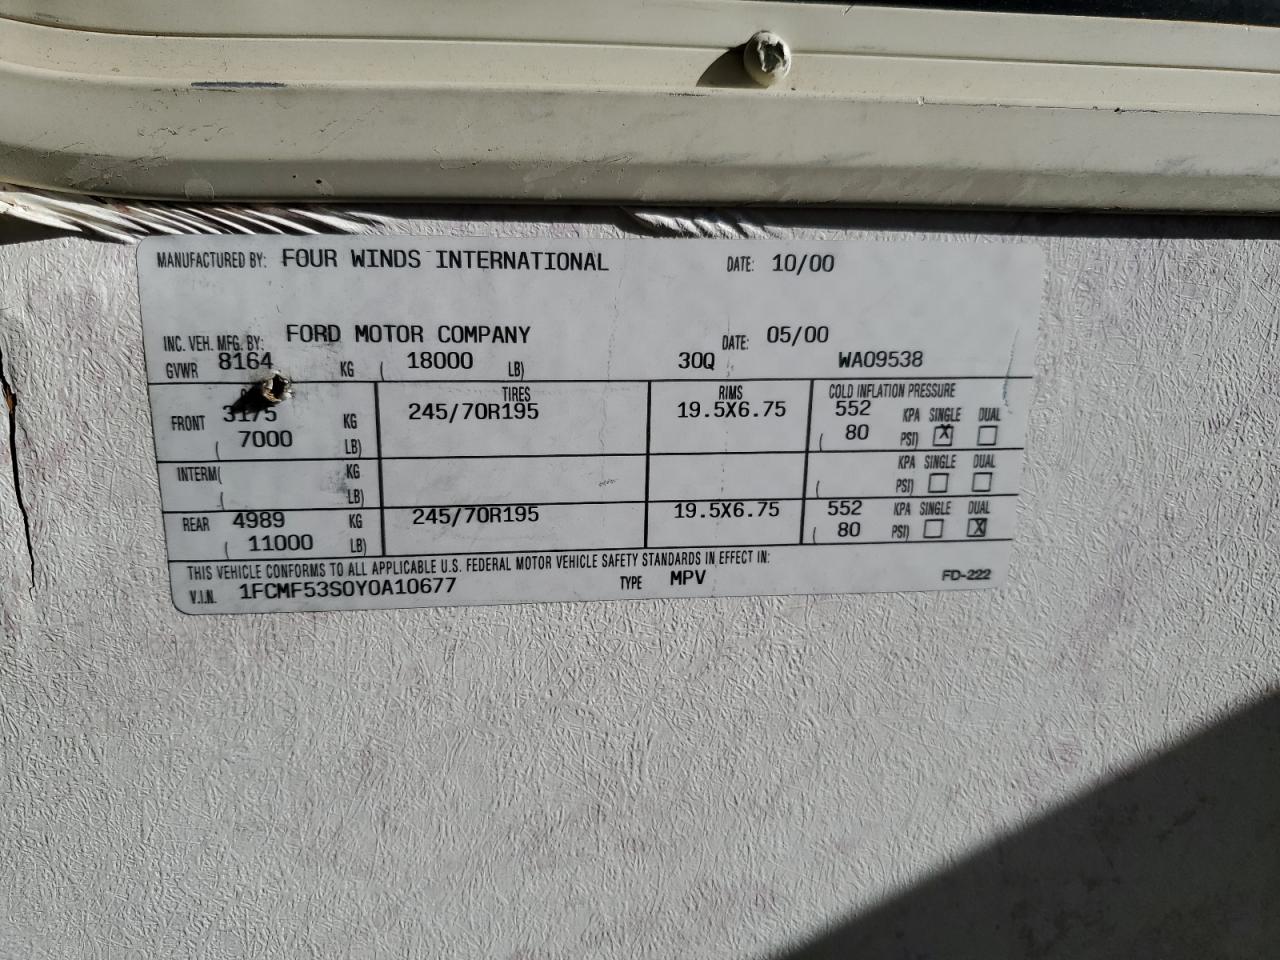 MANUFACTURED BY: FOUR WINDS INTERNATIONAL DATE: 10/00
INC. VEH. MFG. BY: FORD MOTOR COMPANY DATE: 05/00
GVWR 8164 KG ( 18000 LB) 30Q WA09538
TIRES RIMS COLD INFLATION PRESSURE
FRONT 3175 KG 245/70R195 19.5X6.75 552 KPA SINGLE DUAL
( 7000 LB) ( 80 PSI) X
INTERM( KG KPA SINGLE DUAL
( LB) ( PSI)
REAR 4989 KG 245/70R195 19.5X6.75 552 KPA SINGLE DUAL
( 11000 LB) ( 80 PSI) X
THIS VEHICLE CONFORMS TO ALL APPLICABLE U.S. FEDERAL MOTOR VEHICLE SAFETY STANDARDS IN EFFECT IN:
V.I.N. 1FCMF53S0Y0A10677 TYPE MPV FD-222